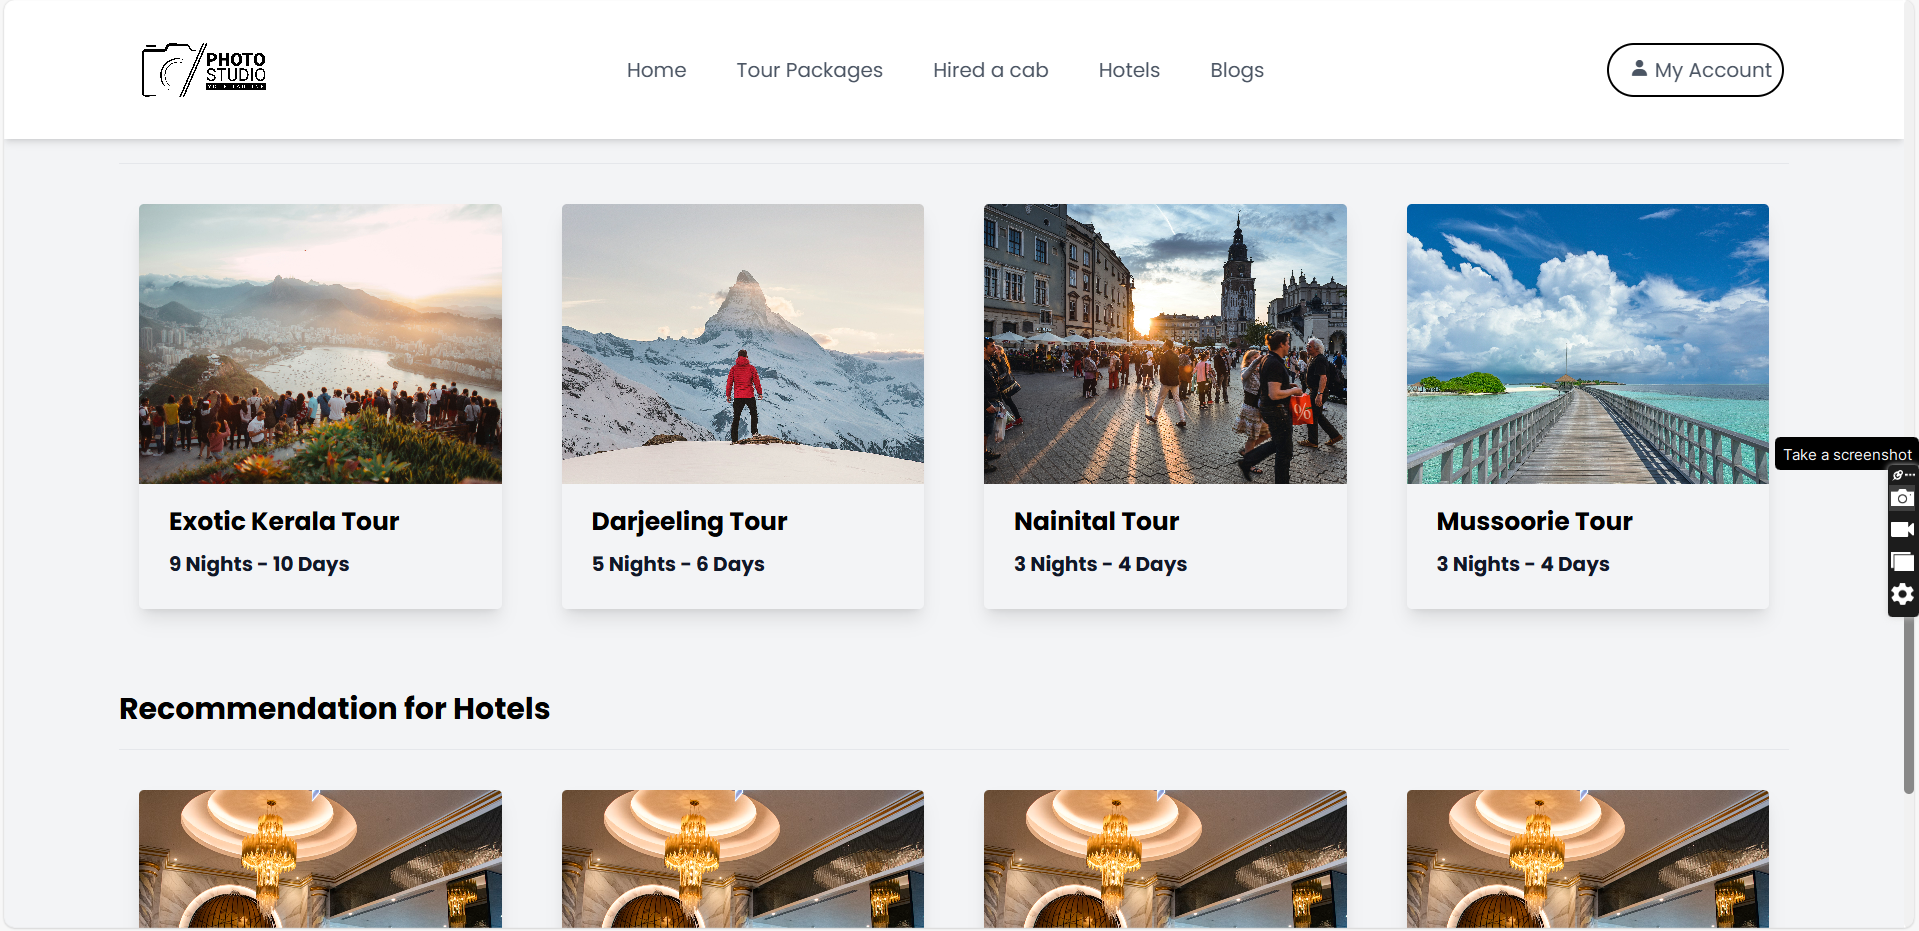 PHOTO
STUDIO
Home
Tour Packages
Hired a cab
Hotels
Blogs
My Account
%
Take a screenshot
Exotic Kerala Tour
9 Nights - 10 Days
Darjeeling Tour
5 Nights - 6 Days
Nainital Tour
3 Nights - 4 Days
Mussoorie Tour
3 Nights - 4 Days
Recommendation for Hotels